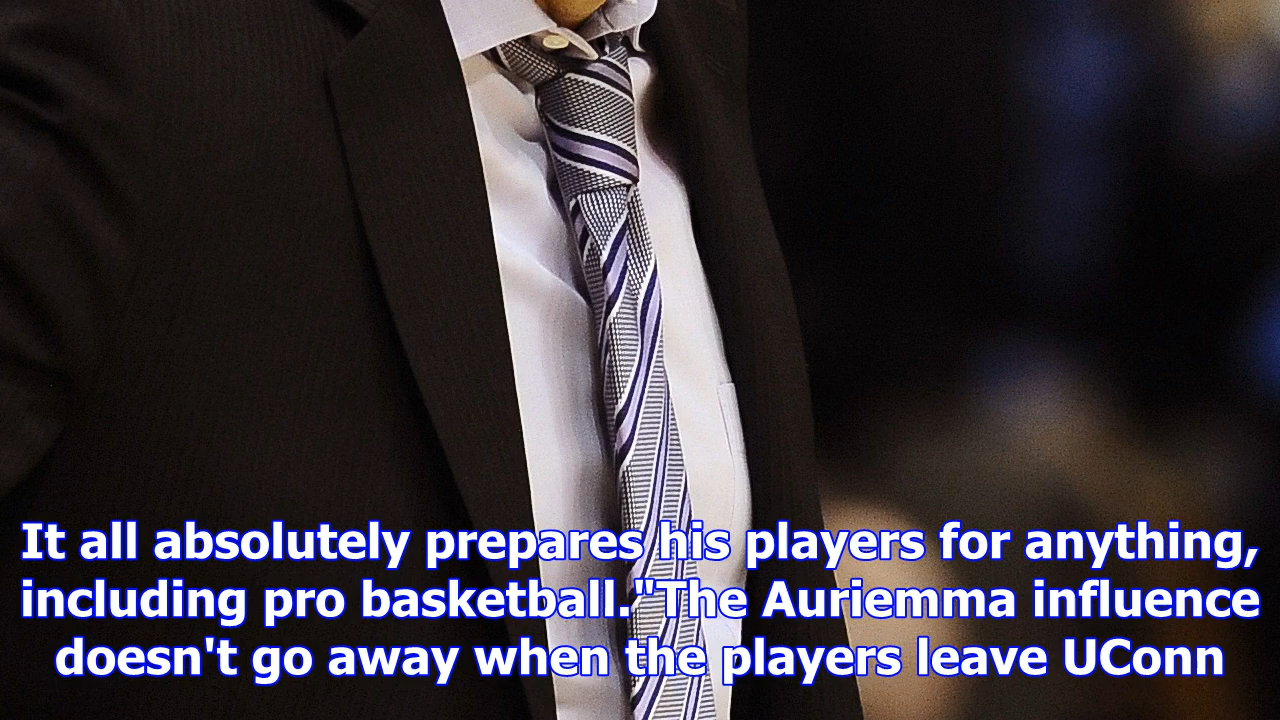 It all absolutely prepares his players for anything,
including pro basketball."The Auriemma influence
doesn't go away when the players leave UConn